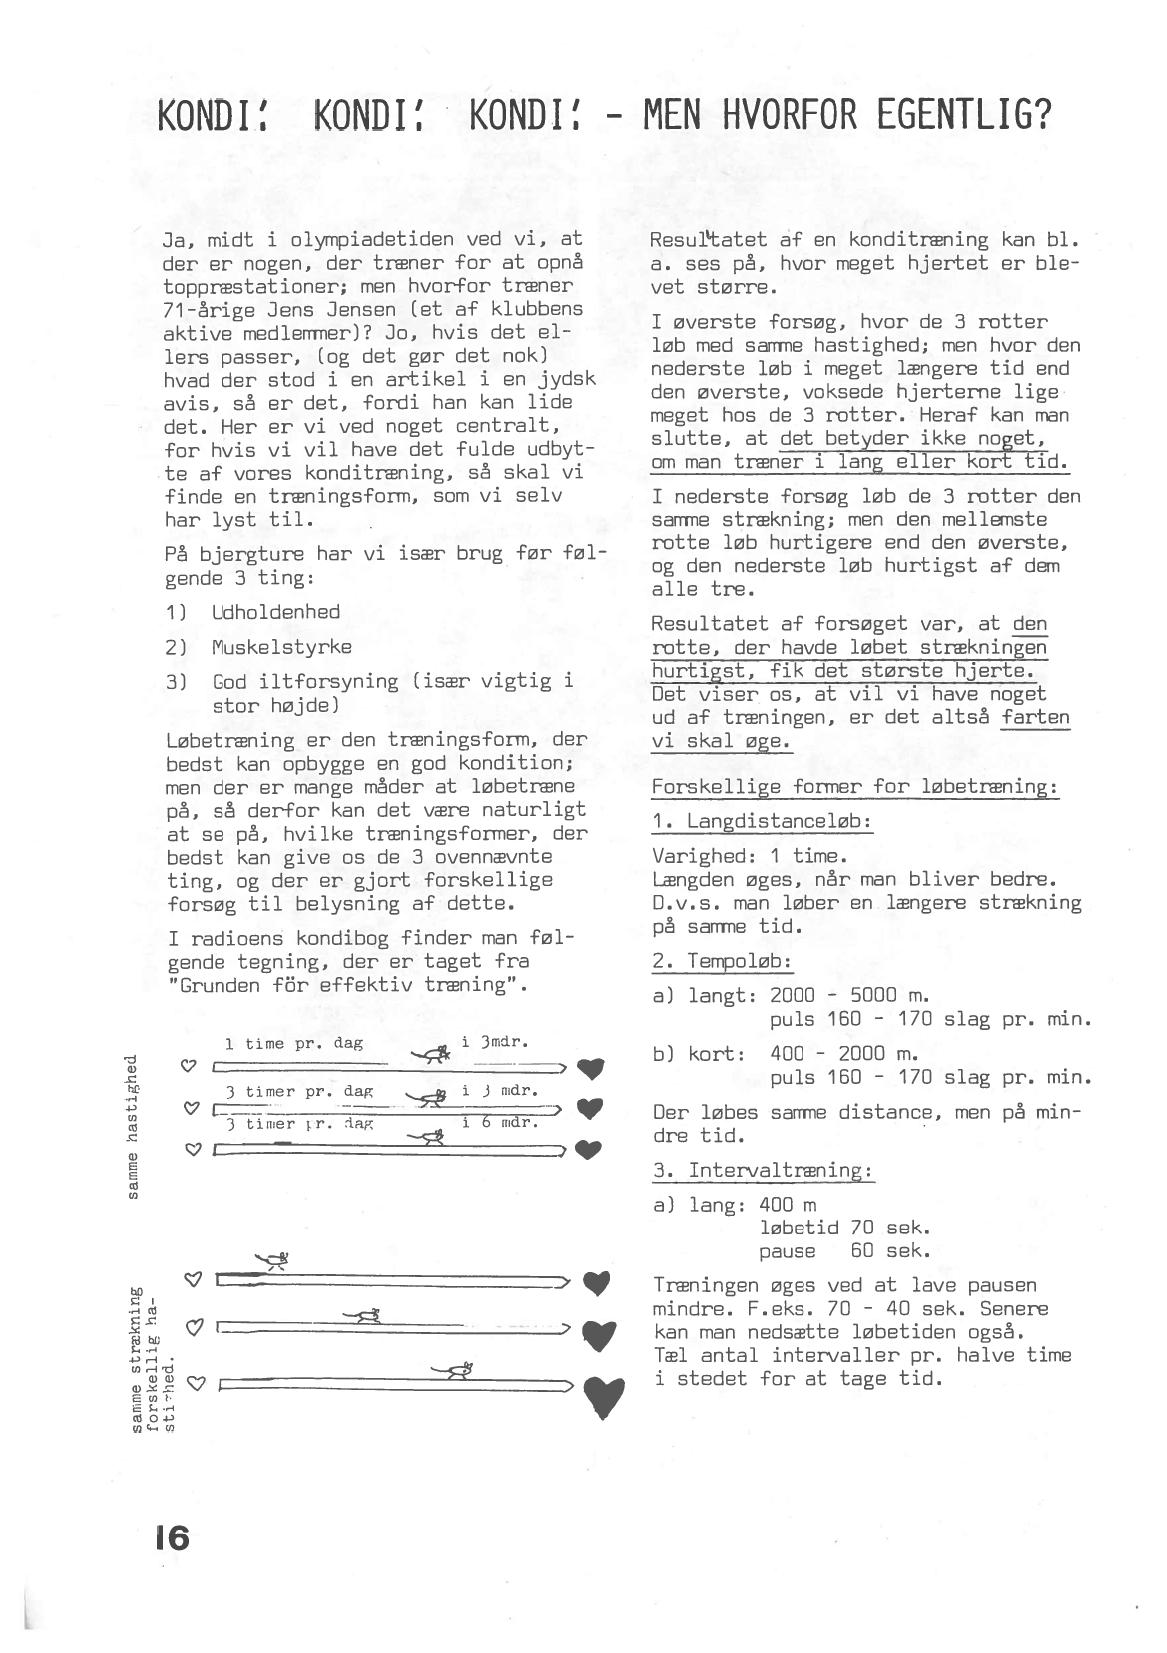 KONDI! KONDI! KONDI! - MEN HVORFOR EGENTLIG?
Ja, midt i olympiadetiden ved vi, at
der er nogen, der træner for at opnå
toppræstationer; men hvorfor træner
71-årige Jens Jensen (et af klubbens
aktive medlemmer)? Jo, hvis det el-
lers passer, (og det gør det nok)
hvad der stod i en artikel i en jydsk
avis, så er det, fordi han kan lide
det. Her er vi ved noget centralt,
for hvis vi vil have det fulde udbyt-
te af vores konditræning, så skal vi
finde en træningsform, som vi selv
har lyst til.
På bjergture har vi især brug før føl-
gende 3 ting:
1) Udholdenhed
2) Muskelstyrke
3) God iltforsyning (især vigtig i
stor højde)
Løbetræning er den træningsform, der
bedst kan opbygge en god kondition;
men der er mange måder at løbetræne
på, så derfor kan det være naturligt
at se på, hvilke træningsformer, der
bedst kan give os de 3 ovennævnte
ting, og der er gjort forskellige
forsøg til belysning af dette.
I radioens kondibog finder man føl-
gende tegning, der er taget fra
"Grunden för effektiv træning".
samme hastighed
1 time pr. dag i 3mdr.
3 timer pr. dag i 3 mdr.
3 timer pr. dag i 6 mdr.
samme strækning
forskellig ha-
stighed.
Resultatet af en konditræning kan bl.
a. ses på, hvor meget hjertet er ble-
vet større.
I øverste forsøg, hvor de 3 rotter
løb med samme hastighed; men hvor den
nederste løb i meget længere tid end
den øverste, voksede hjerterne lige
meget hos de 3 rotter. Heraf kan man
slutte, at det betyder ikke noget,
om man træner i lang eller kort tid.
I nederste forsøg løb de 3 rotter den
samme strækning; men den mellemste
rotte løb hurtigere end den øverste,
og den nederste løb hurtigst af dem
alle tre.
Resultatet af forsøget var, at den
rotte, der havde løbet strækningen
hurtigst, fik det største hjerte.
Det viser os, at vil vi have noget
ud af træningen, er det altså farten
vi skal øge.
Forskellige former for løbetræning:
1. Langdistanceløb:
Varighed: 1 time.
Længden øges, når man bliver bedre.
D.v.s. man løber en længere strækning
på samme tid.
2. Tempoløb:
a) langt: 2000 - 5000 m.
puls 160 - 170 slag pr. min.
b) kort: 400 - 2000 m.
puls 160 - 170 slag pr. min.
Der løbes samme distance, men på min-
dre tid.
3. Intervaltræning:
a) lang: 400 m
løbetid 70 sek.
pause 60 sek.
Træningen øges ved at lave pausen
mindre. F.eks. 70 - 40 sek. Senere
kan man nedsætte løbetiden også.
Tæl antal intervaller pr. halve time
i stedet for at tage tid.
16